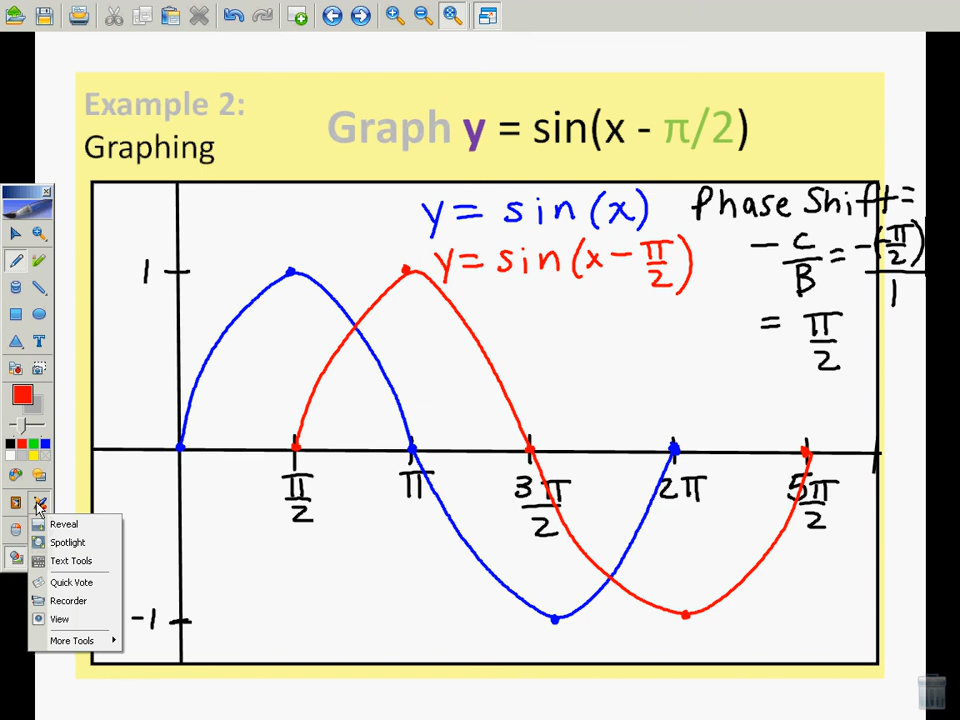 Example 2:
Graphing
Graph y = sin(x - π/2)
y = sin(x)
y = sin(x - π/2)
Phase Shift =
- C/B = -(-π/2)/1
= π/2
1
-1
π/2
π
3π/2
2π
5π/2
Reveal
Spotlight
Text Tools
Quick Vote
Recorder
View
More Tools
T